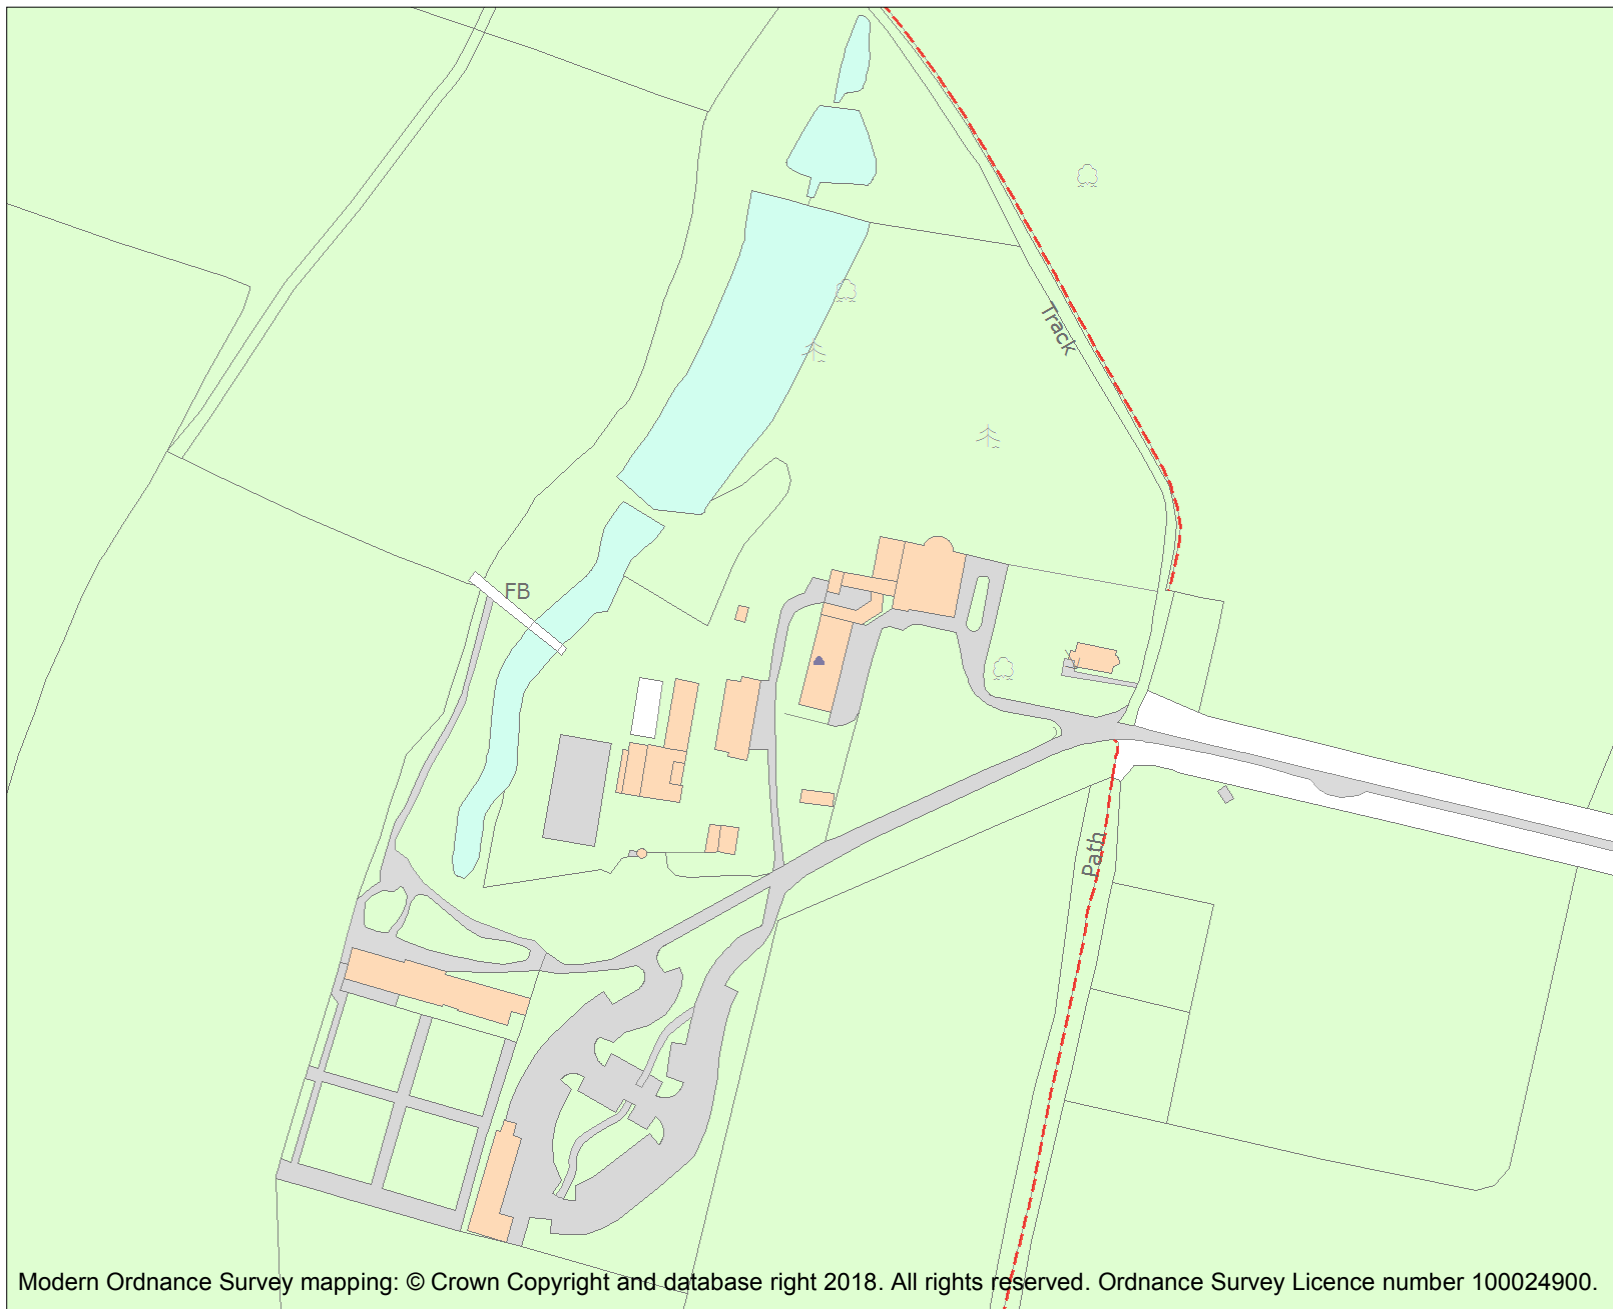 Track
FB
Path
Modern Ordnance Survey mapping: © Crown Copyright and database right 2018. All rights reserved. Ordnance Survey Licence number 100024900.